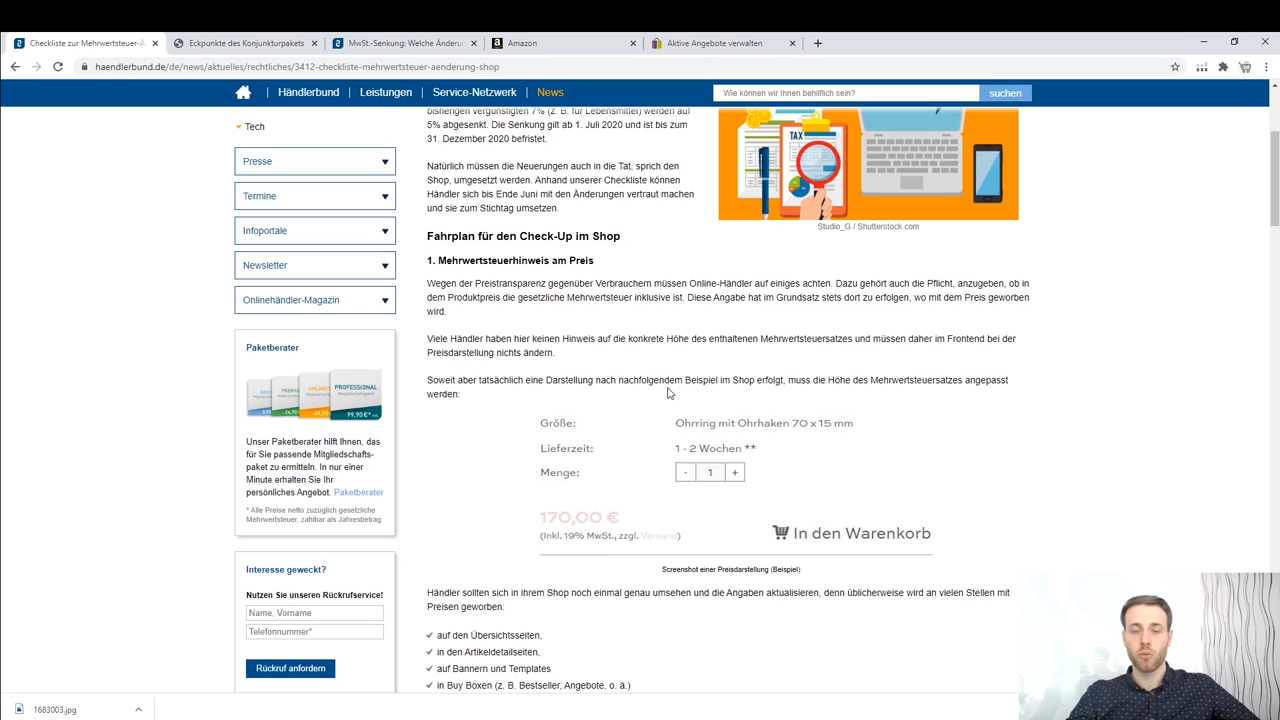 Checkliste zur Mehrwertsteuer-Ä
Eckpunkte des Konjunkturpakets
MwSt.-Senkung: Welche Änderu
Amazon
Aktive Angebote verwalten
haendlerbund.de/de/news/aktuelles/rechtliches/3412-checkliste-mehrwertsteuer-aenderung-shop
Händlerbund
Leistungen
Service-Netzwerk
News
Wie können wir Ihnen behilflich sein?
suchen
Tech
Presse
Termine
Infoportale
Newsletter
Onlinehändler-Magazin
Paketberater
PROFESSIONAL
99,90 €*
Unser Paketberater hilft Ihnen, das
für Sie passende Mitgliedschafts-
paket zu ermitteln. In nur einer
Minute erhalten Sie Ihr
persönliches Angebot. Paketberater
* Alle Preise netto zuzüglich gesetzliche
Mehrwertsteuer, zahlbar als Jahresbetrag.
Interesse geweckt?
Nutzen Sie unseren Rückrufservice!
Name, Vorname
Telefonnummer*
Rückruf anfordern
bisherigen vergünstigten 7% (z. B. für Lebensmittel) werden auf
5% abgesenkt. Die Senkung gilt ab 1. Juli 2020 und ist bis zum
31. Dezember 2020 befristet.
Natürlich müssen die Neuerungen auch in die Tat, sprich den
Shop, umgesetzt werden. Anhand unserer Checkliste können
Händler sich bis Ende Juni mit den Änderungen vertraut machen
und sie zum Stichtag umsetzen.
TAX
Studio_G / Shutterstock.com
Fahrplan für den Check-Up im Shop
1. Mehrwertsteuerhinweis am Preis
Wegen der Preistransparenz gegenüber Verbrauchern müssen Online-Händler auf einiges achten. Dazu gehört auch die Pflicht, anzugeben, ob in
dem Produktpreis die gesetzliche Mehrwertsteuer inklusive ist. Diese Angabe hat im Grundsatz stets dort zu erfolgen, wo mit dem Preis geworben
wird.
Viele Händler haben hier keinen Hinweis auf die konkrete Höhe des enthaltenen Mehrwertsteuersatzes und müssen daher im Frontend bei der
Preisdarstellung nichts ändern.
Soweit aber tatsächlich eine Darstellung nach nachfolgendem Beispiel im Shop erfolgt, muss die Höhe des Mehrwertsteuersatzes angepasst
werden:
Größe: Ohrring mit Ohrhaken 70 x 15 mm
Lieferzeit: 1 - 2 Wochen **
Menge: - 1 +
170,00 €
(Inkl. 19% MwSt., zzgl. Versand)
In den Warenkorb
Screenshot einer Preisdarstellung (Beispiel)
Händler sollten sich in ihrem Shop noch einmal genau umsehen und die Angaben aktualisieren, denn üblicherweise wird an vielen Stellen mit
Preisen geworben:
auf den Übersichtsseiten,
in den Artikeldetailseiten,
auf Bannern und Templates
in Buy Boxen (z. B. Bestseller, Angebote, o. ä.)
1683003.jpg